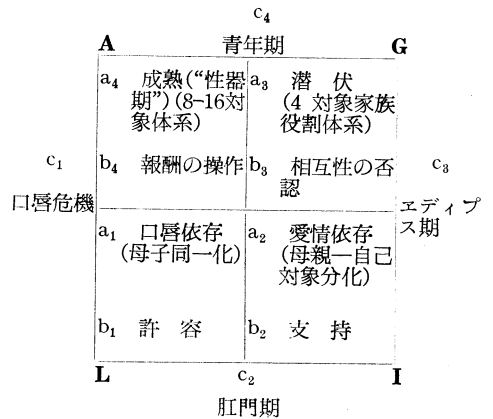 c₄
A 青年期 G
a₄ 成熟(“性器
期”)(8-16対
象体系)
a₃ 潜伏
(4 対象家族
役割体系)
c₁
口唇危機
b₄ 報酬の操作
b₃ 相互性の否
認
c₃
ヱディプ
ス期
a₁ 口唇依存
(母子同一化)
a₂ 愛情依存
(母親—自己
対象分化)
b₁ 許容
b₂ 支持
L c₂ I
肛門期